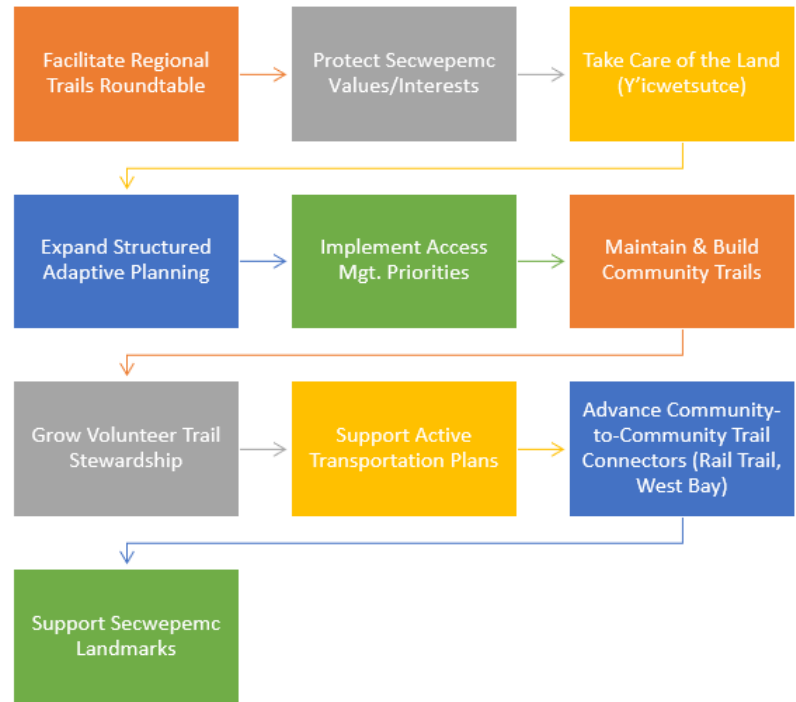 Facilitate Regional
Trails Roundtable
Protect Secwepemc
Values/Interests
Take Care of the Land
(Y'icwetsutce)
Expand Structured
Adaptive Planning
Implement Access
Mgt. Priorities
Maintain & Build
Community Trails
Grow Volunteer Trail
Stewardship
Support Active
Transportation Plans
Advance Community-
to-Community Trail
Connectors (Rail Trail,
West Bay)
Support Secwepemc
Landmarks